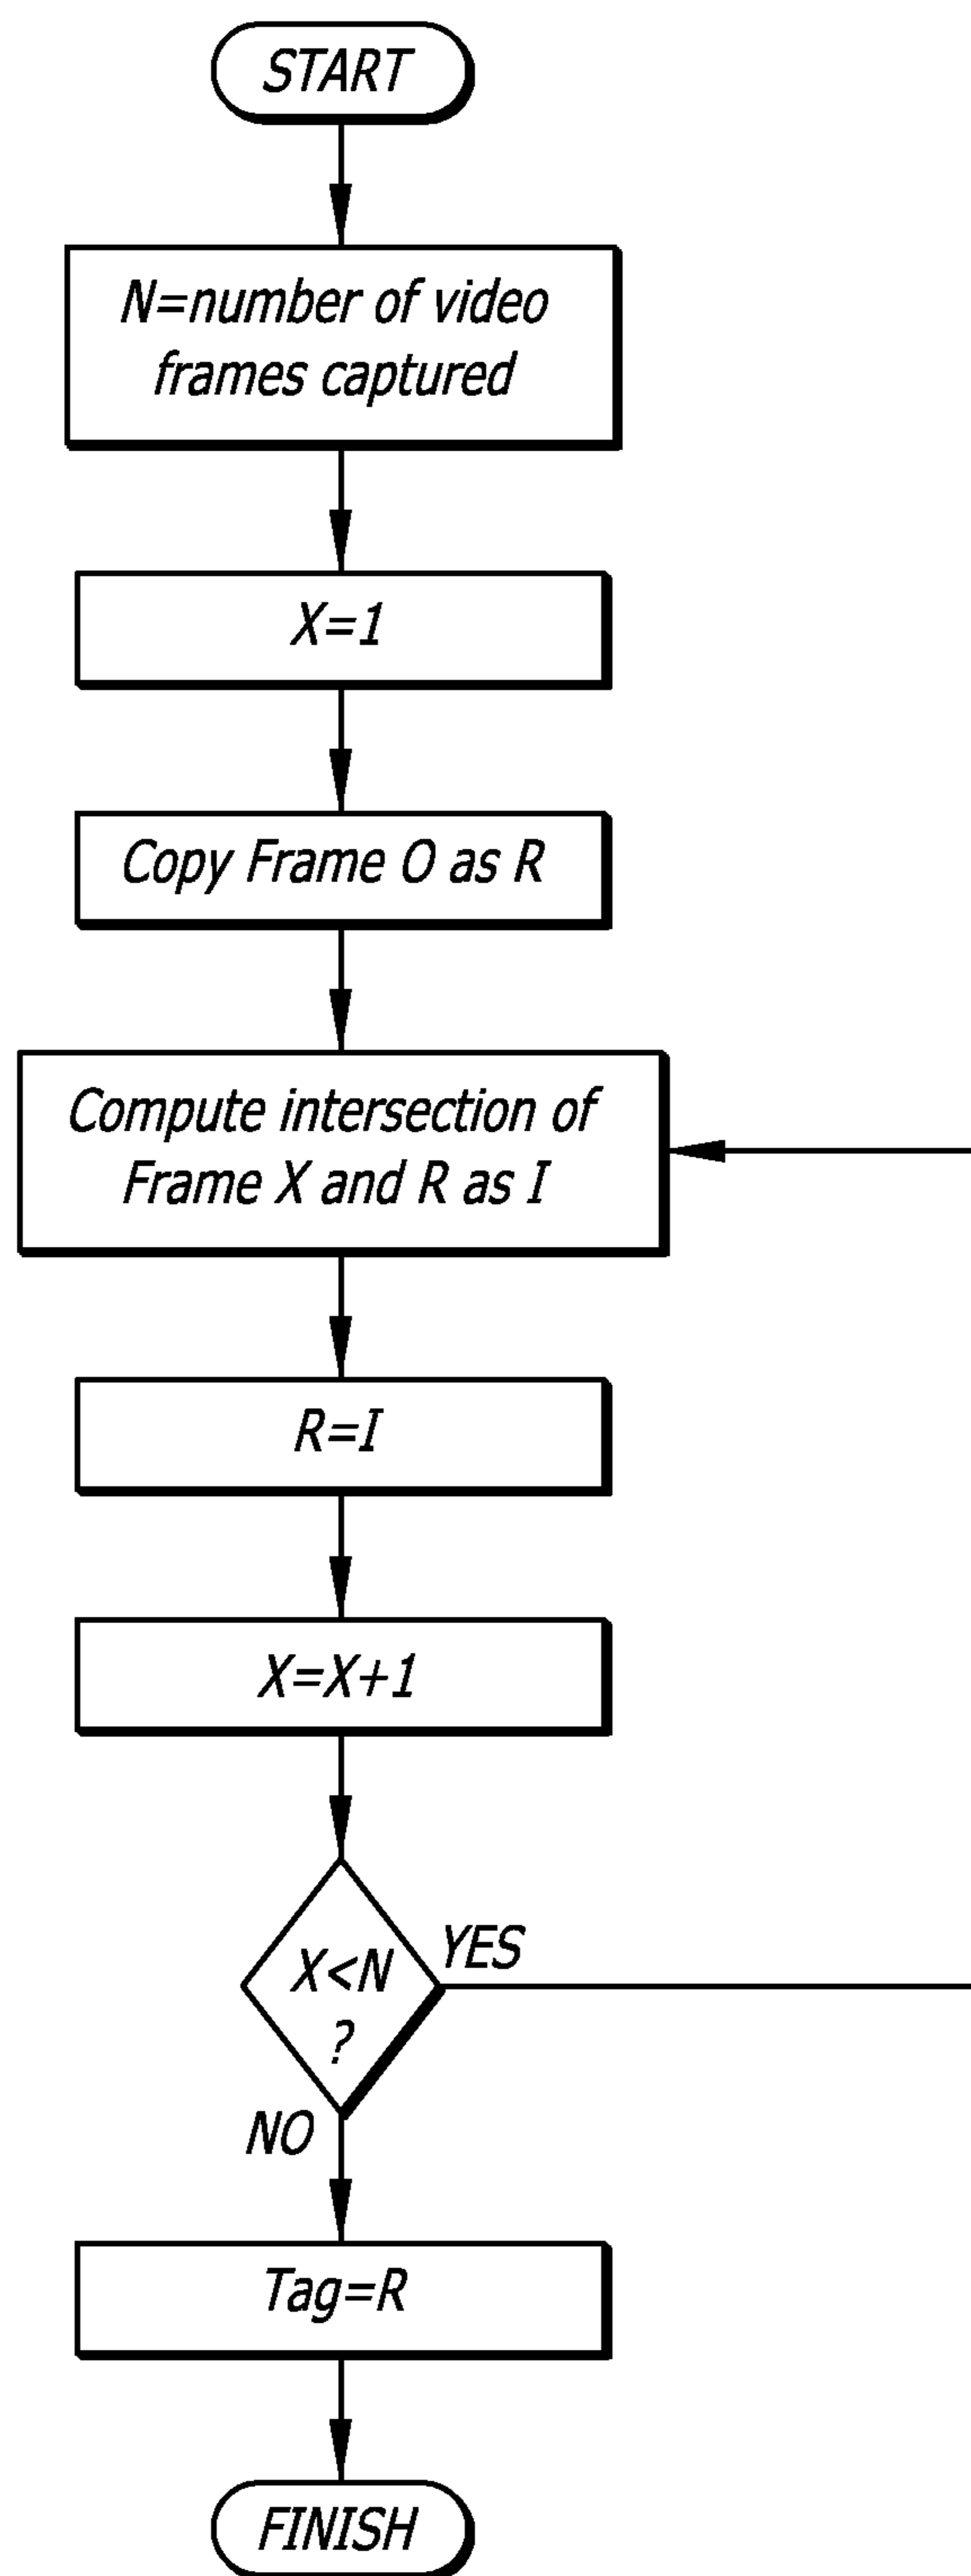 START
N=number of video
frames captured
X=1
Copy Frame O as R
Compute intersection of
Frame X and R as I
R=I
X=X+1
X<N
?
YES
NO
Tag=R
FINISH